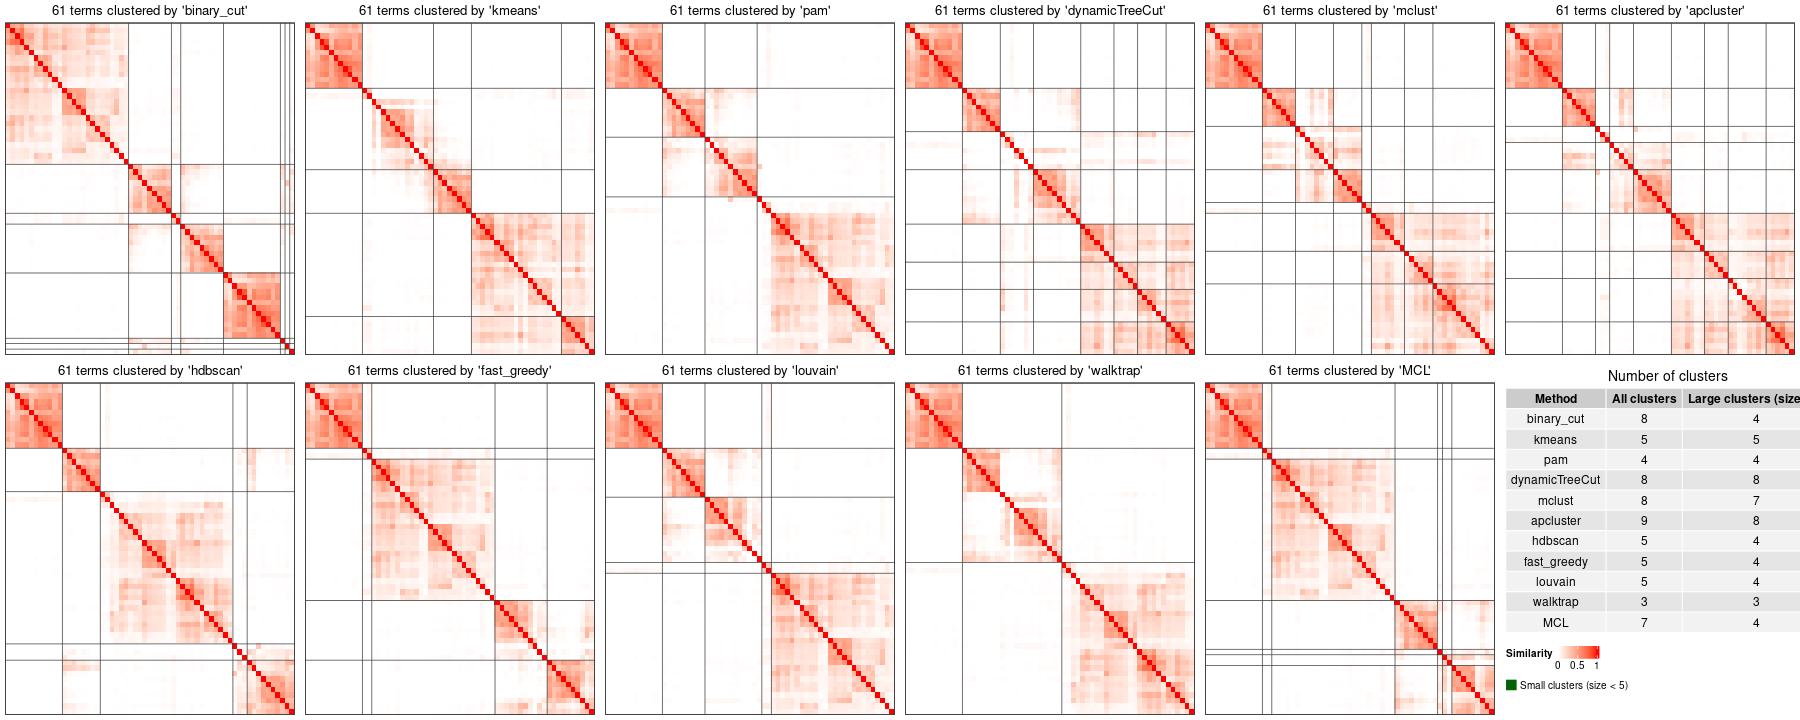 61 terms clustered by 'binary_cut'
61 terms clustered by 'kmeans'
61 terms clustered by 'pam'
61 terms clustered by 'dynamicTreeCut'
61 terms clustered by 'mclust'
61 terms clustered by 'apcluster'
61 terms clustered by 'hdbscan'
61 terms clustered by 'fast_greedy'
61 terms clustered by 'louvain'
61 terms clustered by 'walktrap'
61 terms clustered by 'MCL'
Number of clusters
Method All clusters Large clusters (size
binary_cut 8 4
kmeans 5 5
pam 4 4
dynamicTreeCut 8 8
mclust 8 7
apcluster 9 8
hdbscan 5 4
fast_greedy 5 4
louvain 5 4
walktrap 3 3
MCL 7 4
Similarity
0 0.5 1
Small clusters (size < 5)